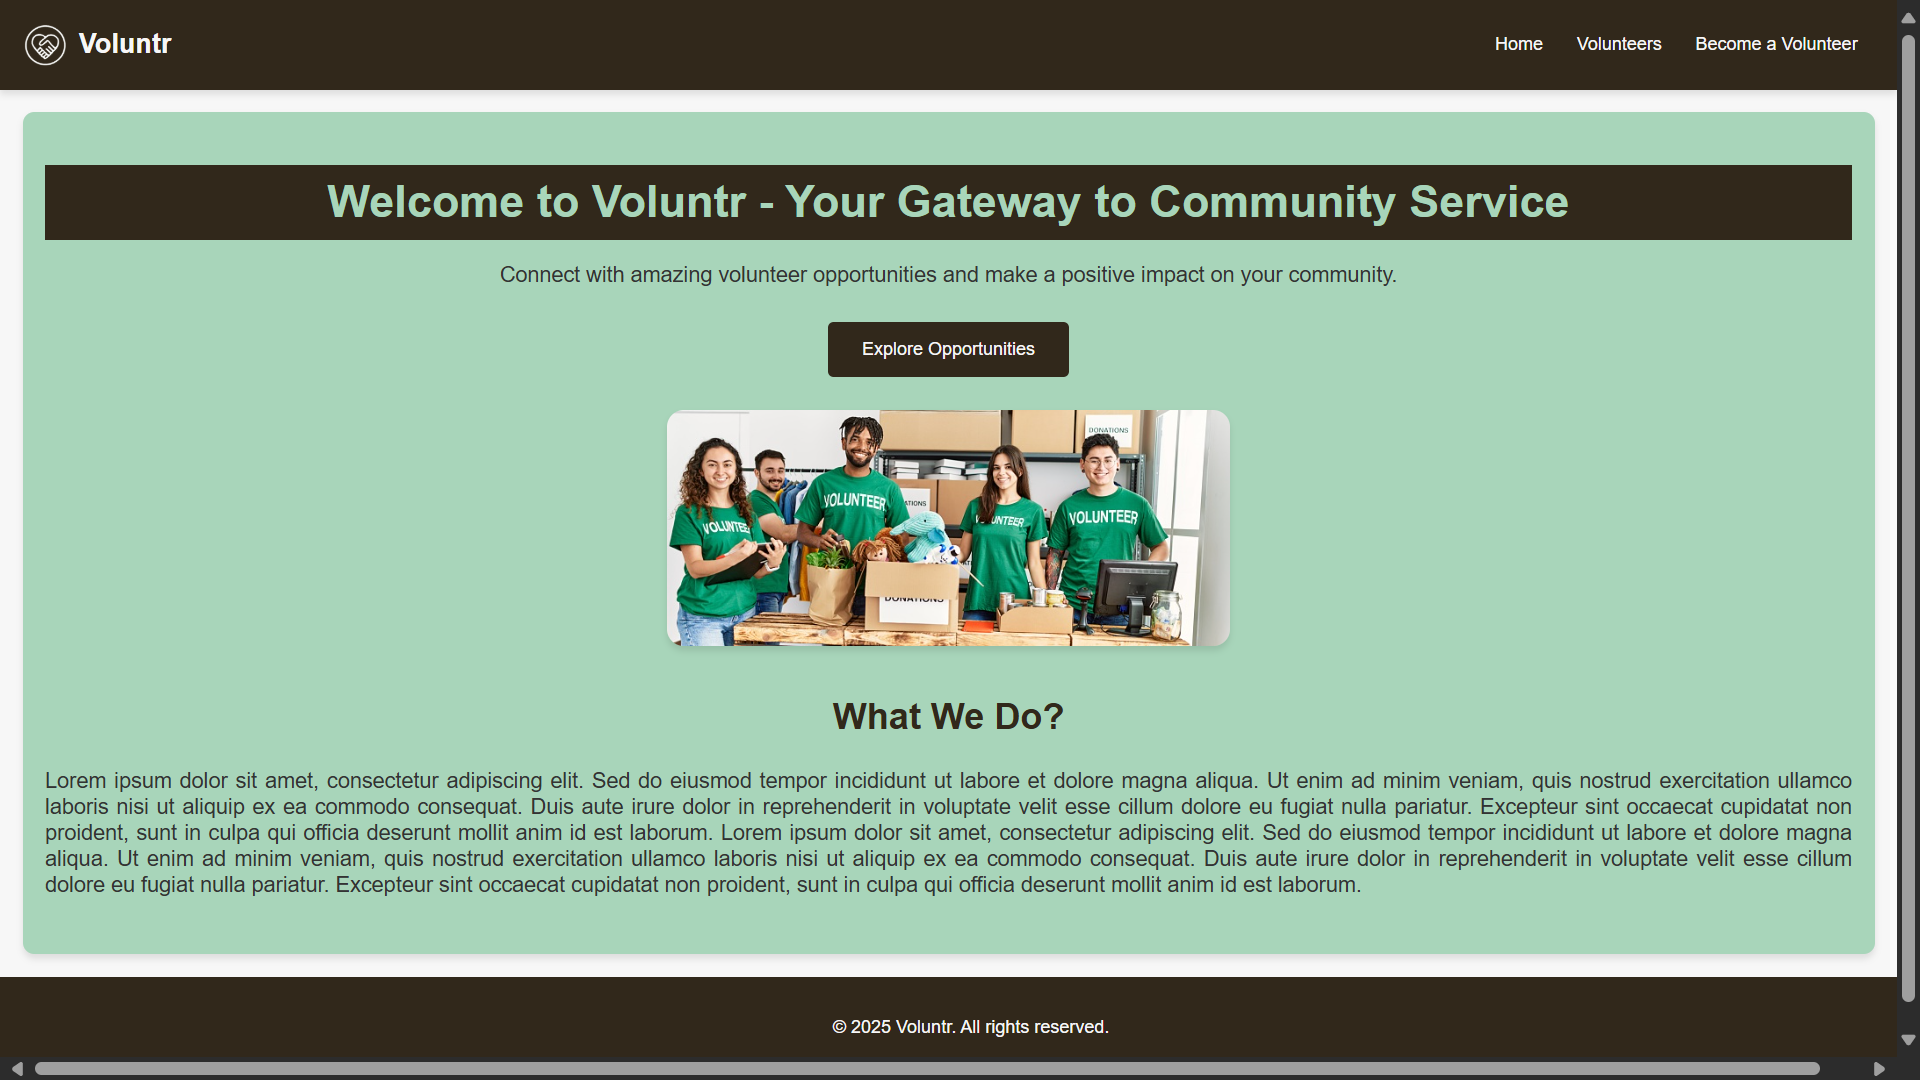 Voluntr
Home
Volunteers
Become a Volunteer
Welcome to Voluntr - Your Gateway to Community Service
Connect with amazing volunteer opportunities and make a positive impact on your community.
Explore Opportunities
DONATIONS
VOLUNTEER
VOLUNTEER
DONATIONS
What We Do?
Lorem ipsum dolor sit amet, consectetur adipiscing elit. Sed do eiusmod tempor incididunt ut labore et dolore magna aliqua. Ut enim ad minim veniam, quis nostrud exercitation ullamco
laboris nisi ut aliquip ex ea commodo consequat. Duis aute irure dolor in reprehenderit in voluptate velit esse cillum dolore eu fugiat nulla pariatur. Excepteur sint occaecat cupidatat non
proident, sunt in culpa qui officia deserunt mollit anim id est laborum. Lorem ipsum dolor sit amet, consectetur adipiscing elit. Sed do eiusmod tempor incididunt ut labore et dolore magna
aliqua. Ut enim ad minim veniam, quis nostrud exercitation ullamco laboris nisi ut aliquip ex ea commodo consequat. Duis aute irure dolor in reprehenderit in voluptate velit esse cillum
dolore eu fugiat nulla pariatur. Excepteur sint occaecat cupidatat non proident, sunt in culpa qui officia deserunt mollit anim id est laborum.
© 2025 Voluntr. All rights reserved.